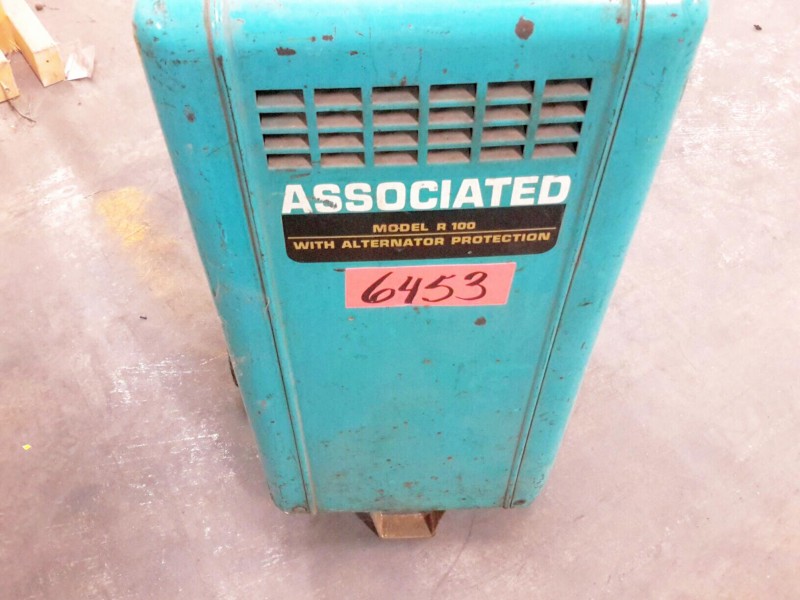 ASSOCIATED
MODEL R 100
WITH ALTERNATOR PROTECTION
6453